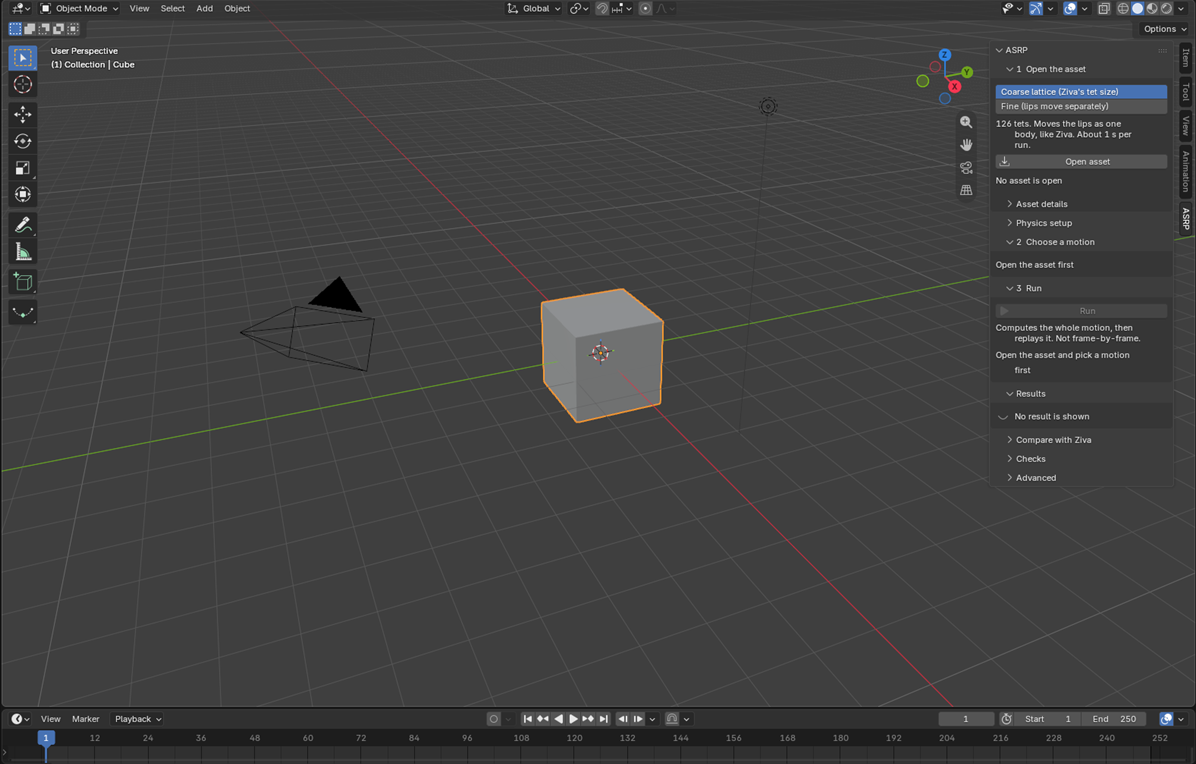 Object Mode View Select Add Object Global
Options
User Perspective
(1) Collection | Cube
Z
Y
X
ASRP
1 Open the asset
Coarse lattice (Ziva's tet size)
Fine (lips move separately)
126 tets. Moves the lips as one
body, like Ziva. About 1 s per
run.
Open asset
No asset is open
Asset details
Physics setup
2 Choose a motion
Open the asset first
3 Run
Run
Computes the whole motion, then
replays it. Not frame-by-frame.
Open the asset and pick a motion
first
Results
No result is shown
Compare with Ziva
Checks
Advanced
Item
Tool
View
Animation
ASRP
View Marker Playback 1 Start 1 End 250
1 12 24 36 48 60 72 84 96 108 120 132 144 156 168 180 192 204 216 228 240 252